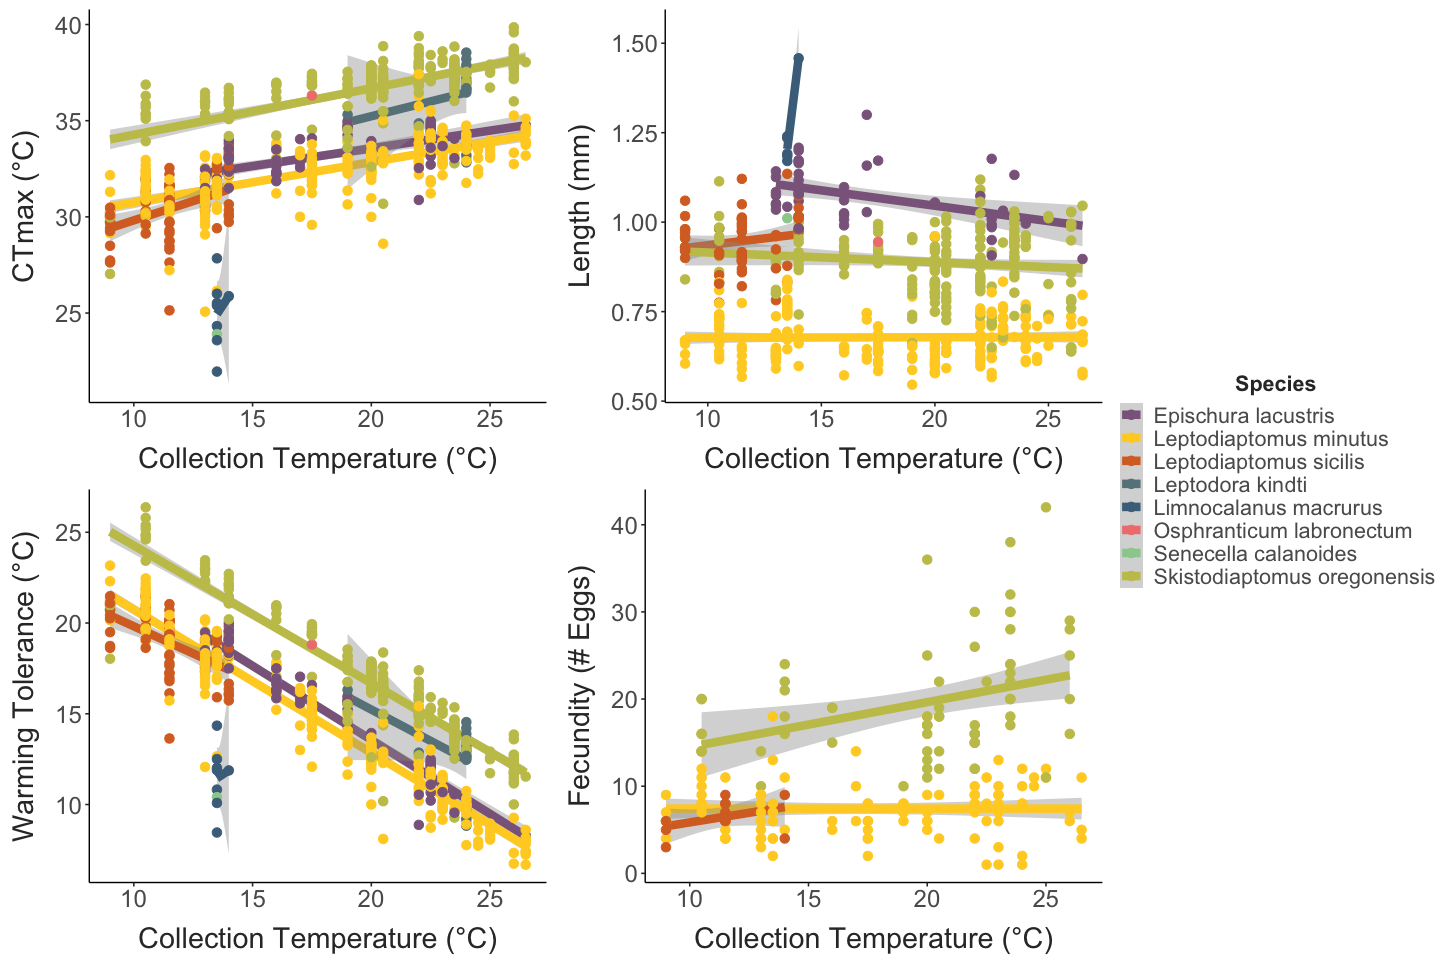 40
35
30
25
CTmax (°C)
10 15 20 25
Collection Temperature (°C)
1.50
1.25
1.00
0.75
0.50
Length (mm)
10 15 20 25
Collection Temperature (°C)
25
20
15
10
Warming Tolerance (°C)
10 15 20 25
Collection Temperature (°C)
40
30
20
10
0
Fecundity (# Eggs)
10 15 20 25
Collection Temperature (°C)
Species
Epischura lacustris
Leptodiaptomus minutus
Leptodiaptomus sicilis
Leptodora kindti
Limnocalanus macrurus
Osphranticum labronectum
Senecella calanoides
Skistodiaptomus oregonensis